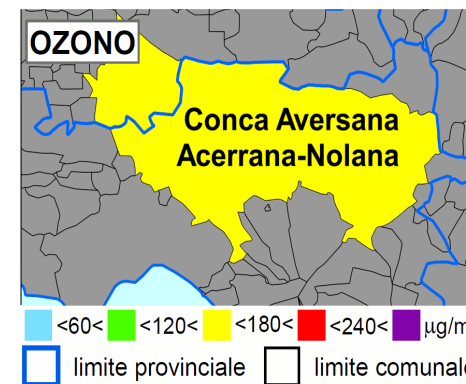 OZONO
Conca Aversana
Acerrana-Nolana
<60< <120< <180< <240< µg/m
limite provinciale limite comunale